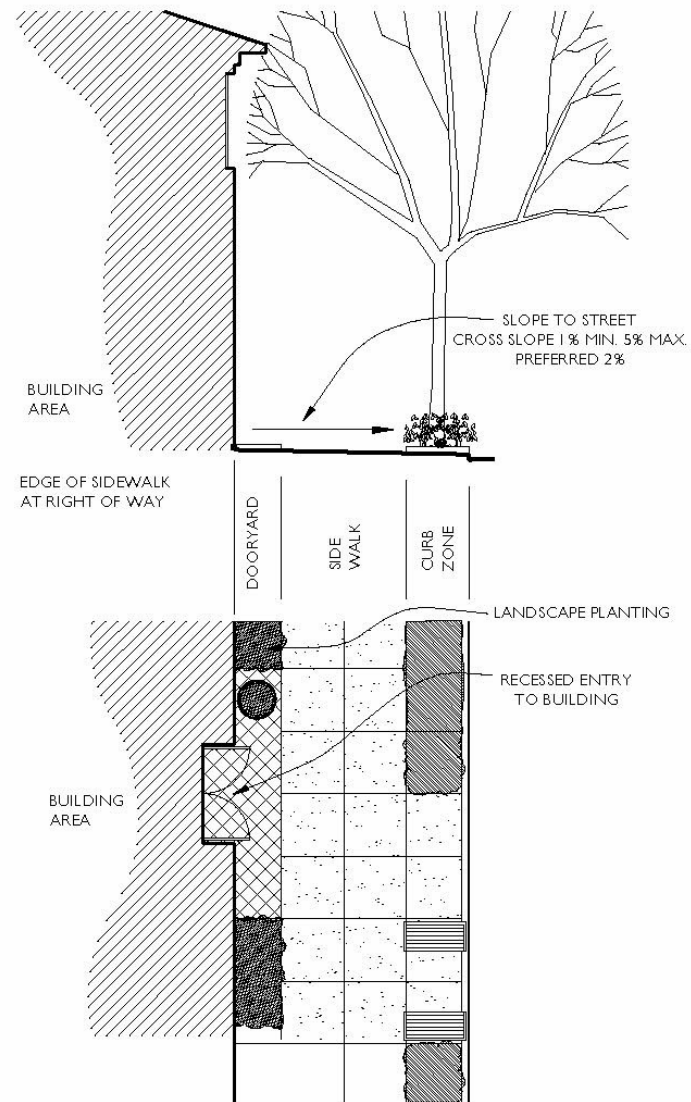 SLOPE TO STREET
CROSS SLOPE 1% MIN. 5% MAX.
PREFERRED 2%
BUILDING
AREA
EDGE OF SIDEWALK
AT RIGHT OF WAY
DOORYARD
SIDE
WALK
CURB
ZONE
LANDSCAPE PLANTING
RECESSED ENTRY
TO BUILDING
BUILDING
AREA